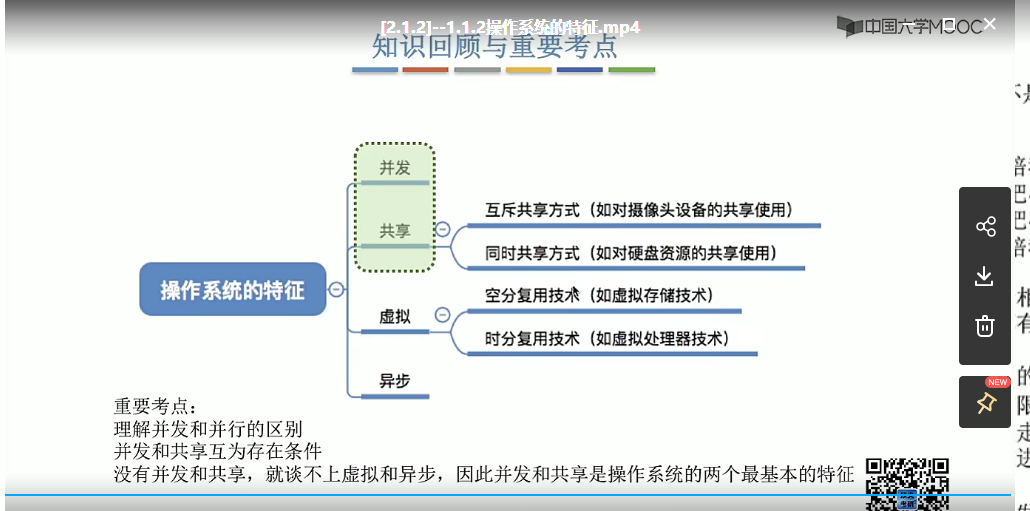 [2.1.2]--1.1.2操作系统的特征.mp4
中国大学MOOC
知识回顾与重要考点
并发
共享
互斥共享方式（如对摄像头设备的共享使用）
同时共享方式（如对硬盘资源的共享使用）
操作系统的特征
虚拟
空分复用技术（如虚拟存储技术）
时分复用技术（如虚拟处理器技术）
异步
NEW
重要考点：
理解并发和并行的区别
并发和共享互为存在条件
没有并发和共享，就谈不上虚拟和异步，因此并发和共享是操作系统的两个最基本的特征